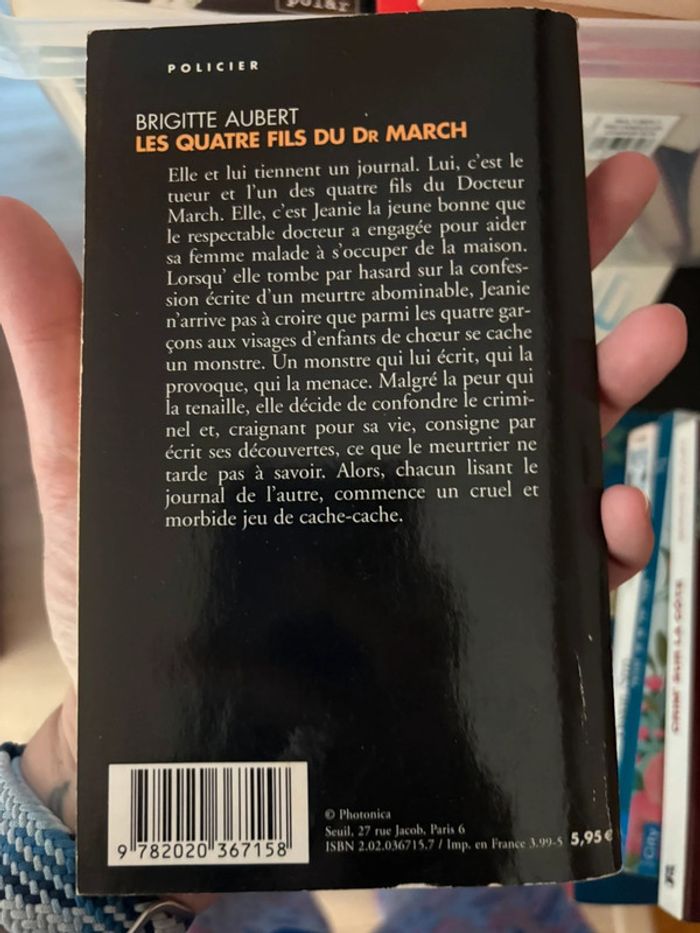 polar
POLICIER
BRIGITTE AUBERT
LES QUATRE FILS DU DR MARCH
Elle et lui tiennent un journal. Lui, c'est le
tueur et l'un des quatre fils du Docteur
March. Elle, c'est Jeanie la jeune bonne que
le respectable docteur a engagée pour aider
sa femme malade à s'occuper de la maison.
Lorsqu' elle tombe par hasard sur la confes-
sion écrite d'un meurtre abominable, Jeanie
n'arrive pas à croire que parmi les quatre gar-
çons aux visages d'enfants de chœur se cache
un monstre. Un monstre qui lui écrit, qui la
provoque, qui la menace. Malgré la peur qui
la tenaille, elle décide de confondre le crimi-
nel et, craignant pour sa vie, consigne par
écrit ses découvertes, ce que le meurtrier ne
tarde pas à savoir. Alors, chacun lisant le
journal de l'autre, commence un cruel et
morbide jeu de cache-cache.
9 782020 367158
© Photonica
Seuil, 27 rue Jacob, Paris 6
ISBN 2.02.036715.7 / Imp. en France 3.99-5 5,95€
City